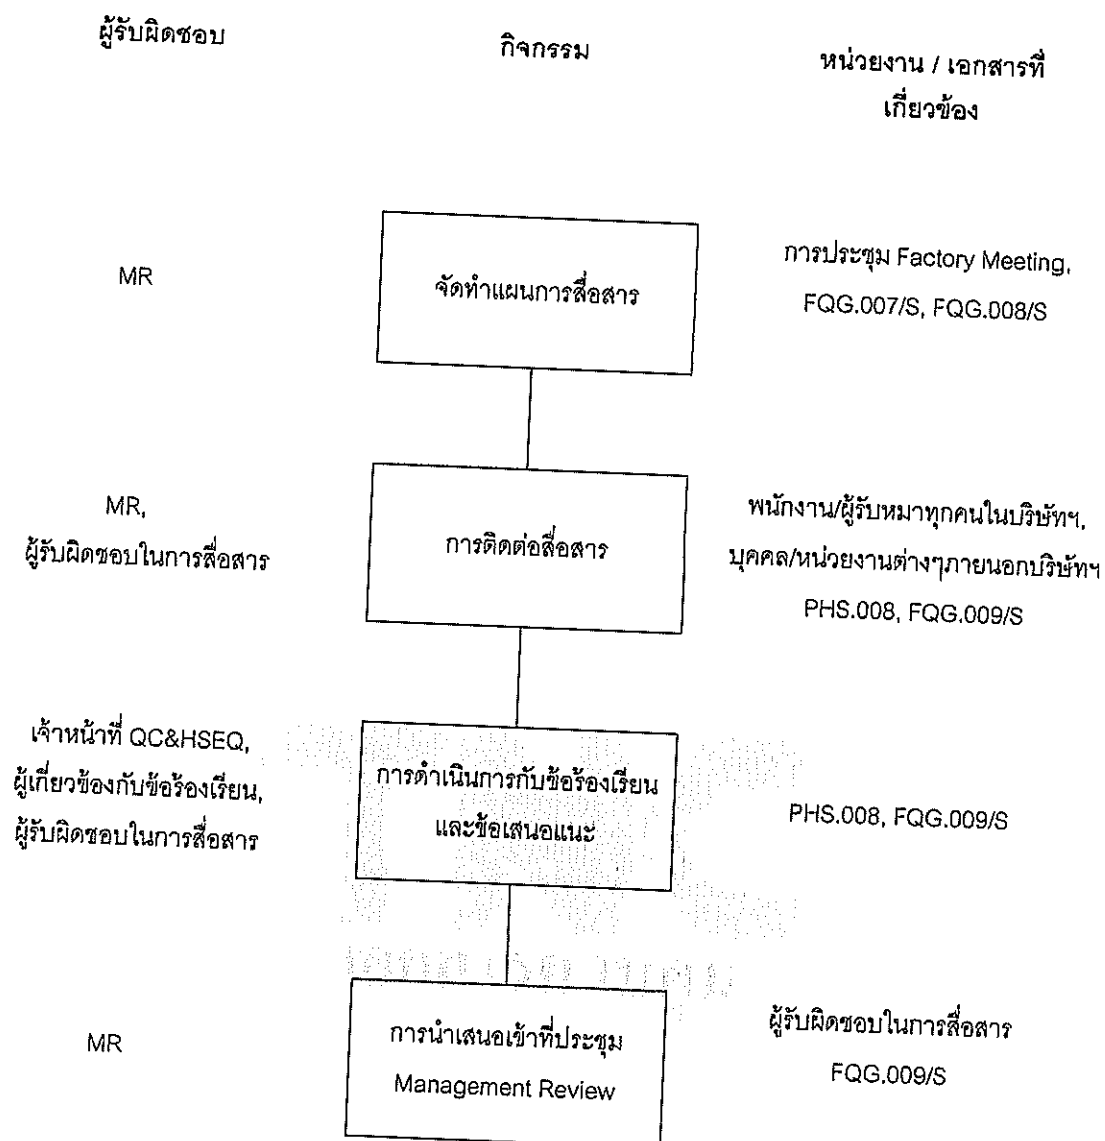 ผู้รับผิดชอบ
กิจกรรม
หน่วยงาน / เอกสารที่
เกี่ยวข้อง
MR
จัดทำแผนการสื่อสาร
การประชุม Factory Meeting,
FQG.007/S, FQG.008/S
MR,
ผู้รับผิดชอบในการสื่อสาร
การติดต่อสื่อสาร
พนักงาน/ผู้รับหมาทุกคนในบริษัทฯ,
บุคคล/หน่วยงานต่างๆภายนอกบริษัทฯ
PHS.008, FQG.009/S
เจ้าหน้าที่ QC&HSEQ,
ผู้เกี่ยวข้องกับข้อร้องเรียน,
ผู้รับผิดชอบในการสื่อสาร
การดำเนินการกับข้อร้องเรียน
และข้อเสนอแนะ
PHS.008, FQG.009/S
MR
การนำเสนอเข้าที่ประชุม
Management Review
ผู้รับผิดชอบในการสื่อสาร
FQG.009/S